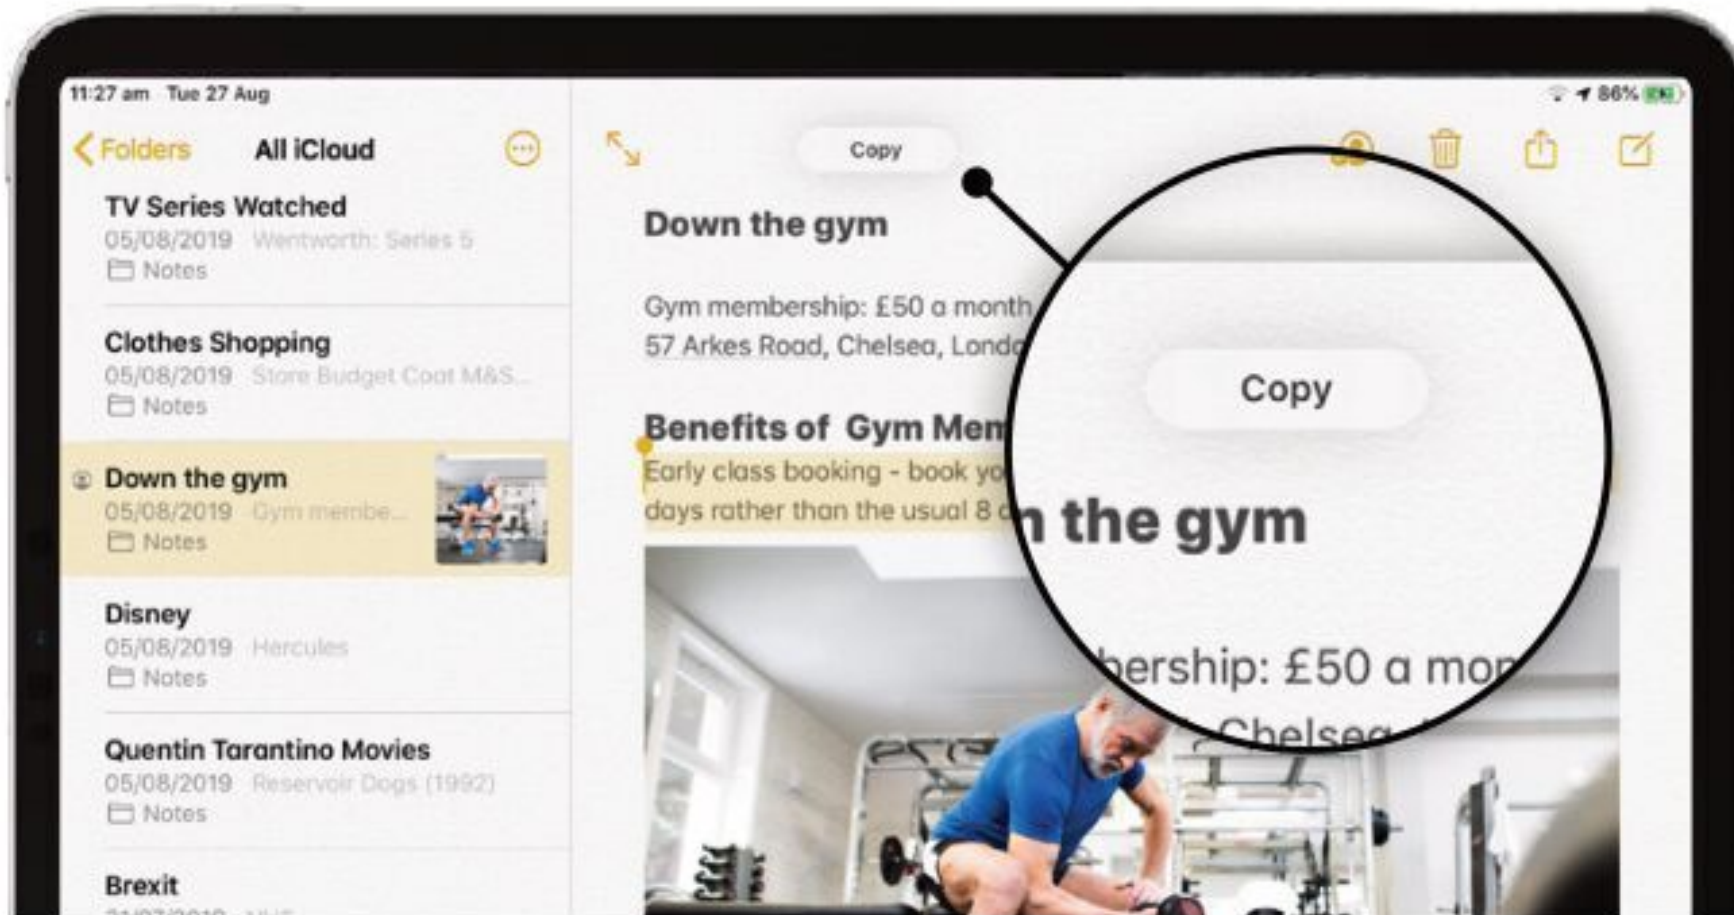 11:27 am Tue 27 Aug
86%
Folders
All iCloud
TV Series Watched
05/08/2019 Wentworth: Series 5
Notes
Clothes Shopping
05/08/2019 Store Budget Coat M&S...
Notes
Down the gym
05/08/2019 Gym membe...
Notes
Disney
05/08/2019 Hercules
Notes
Quentin Tarantino Movies
05/08/2019 Reservoir Dogs (1992)
Notes
Brexit
Copy
Down the gym
Gym membership: £50 a month
57 Arkes Road, Chelsea, Londo
Benefits of Gym Mem
Early class booking - book yo
days rather than the usual 8 d
Copy
n the gym
bership: £50 a mon
Chelsea